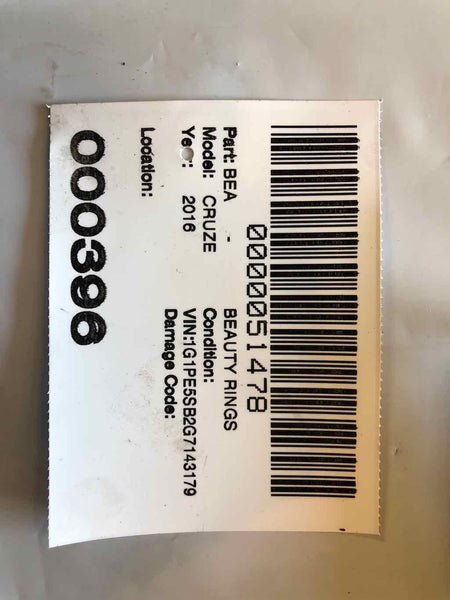 0000051478
Part: BEA - BEAUTY RINGS
Model: CRUZE Condition:
Year: 2016 VIN:1G1PE5SB2G7143179
Damage Code:
Location:
000396